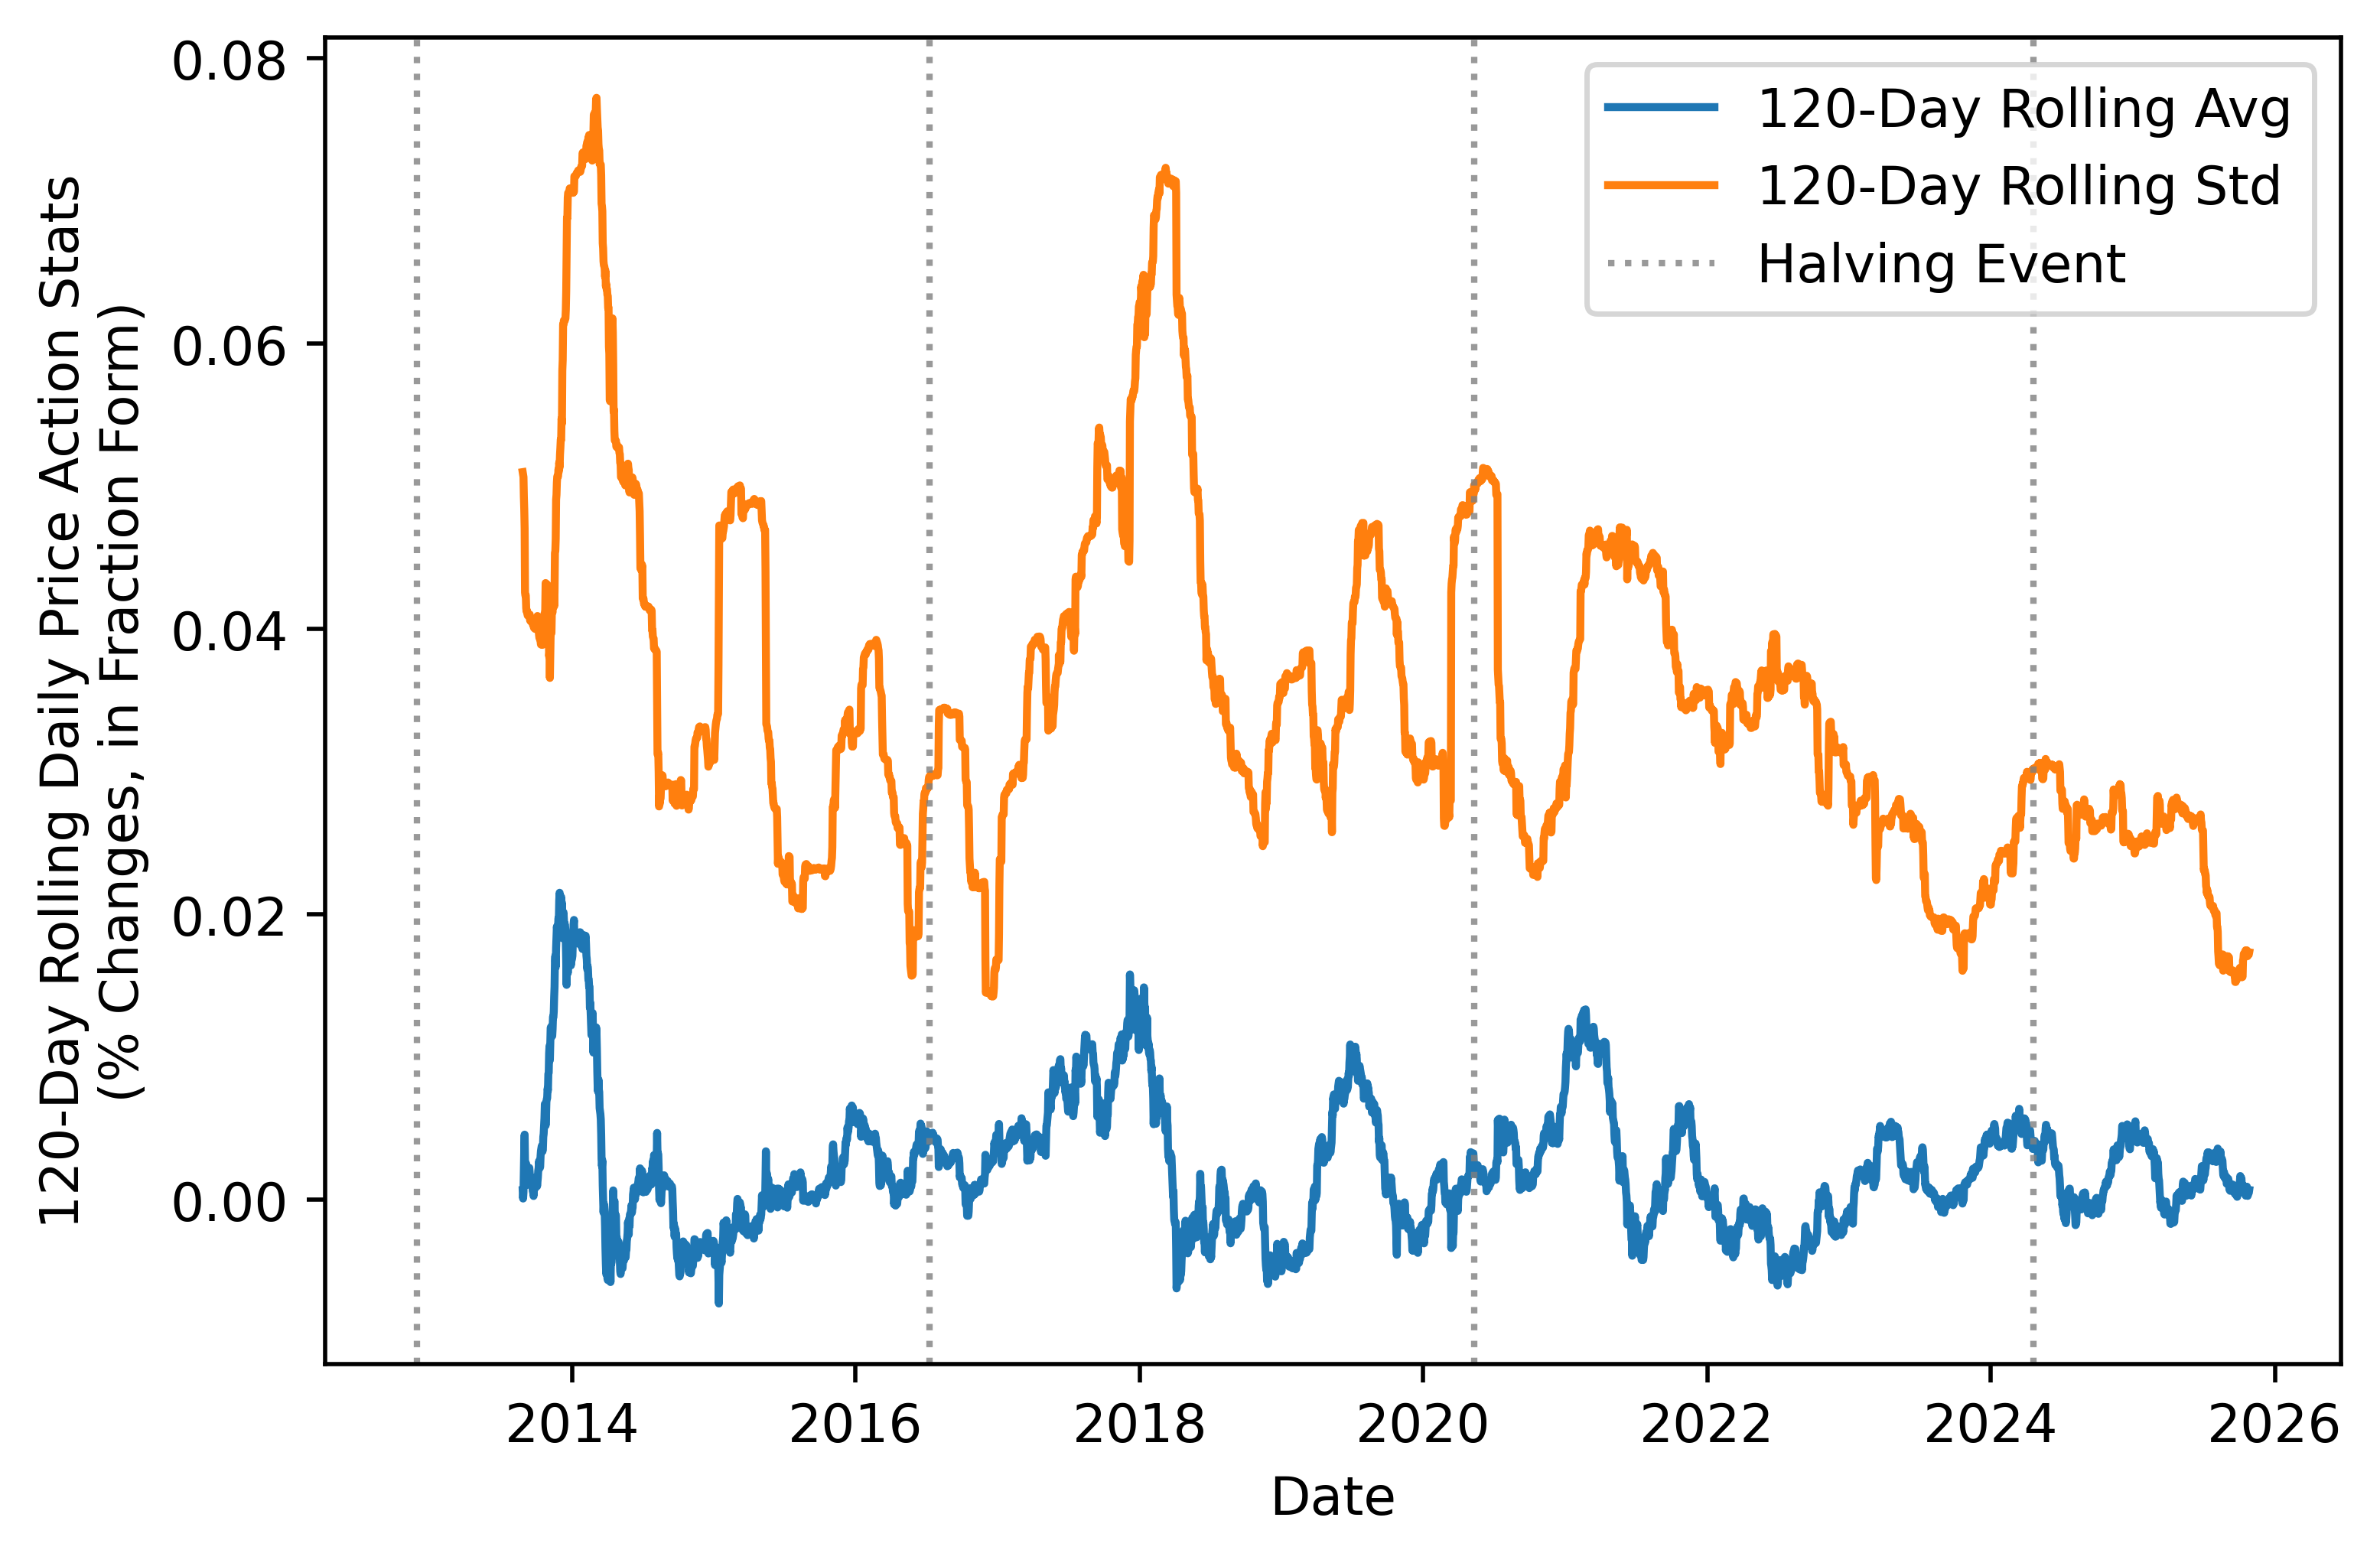 120-Day Rolling Daily Price Action Stats
(% Changes, in Fraction Form)
0.08
0.06
0.04
0.02
0.00
120-Day Rolling Avg
120-Day Rolling Std
Halving Event
2014
2016
2018
2020
2022
2024
2026
Date